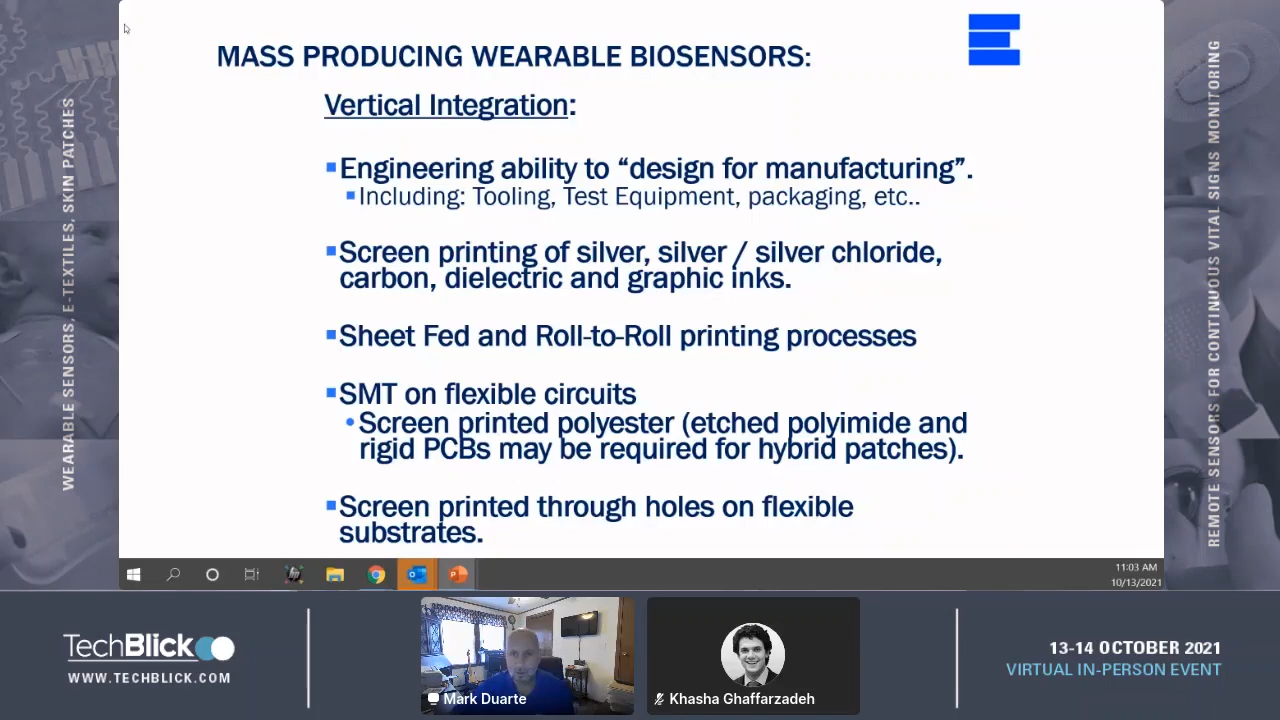 MASS PRODUCING WEARABLE BIOSENSORS:
Vertical Integration:
Engineering ability to “design for manufacturing”.
Including: Tooling, Test Equipment, packaging, etc..
Screen printing of silver, silver / silver chloride,
carbon, dielectric and graphic inks.
Sheet Fed and Roll-to-Roll printing processes
SMT on flexible circuits
Screen printed polyester (etched polyimide and
rigid PCBs may be required for hybrid patches).
Screen printed through holes on flexible
substrates.
11:03 AM
10/13/2021
WEARABLE SENSORS, E-TEXTILES, SKIN PATCHES
REMOTE SENSORS FOR CONTINUOUS VITAL SIGNS MONITORING
TechBlick
WWW.TECHBLICK.COM
Mark Duarte
Khasha Ghaffarzadeh
13-14 OCTOBER 2021
VIRTUAL IN-PERSON EVENT